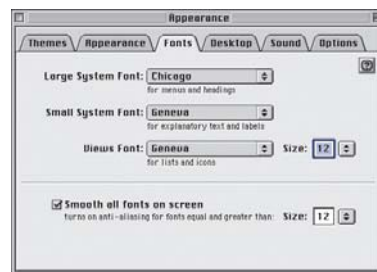 Appearance
Themes Appearance Fonts Desktop Sound Options
Large System Font: Chicago
for menus and headings
Small System Font: Geneva
for explanatory text and labels
Views Font: Geneva Size: 12
for lists and icons
Smooth all fonts on screen
turns on anti-aliasing for fonts equal and greater than: Size: 12